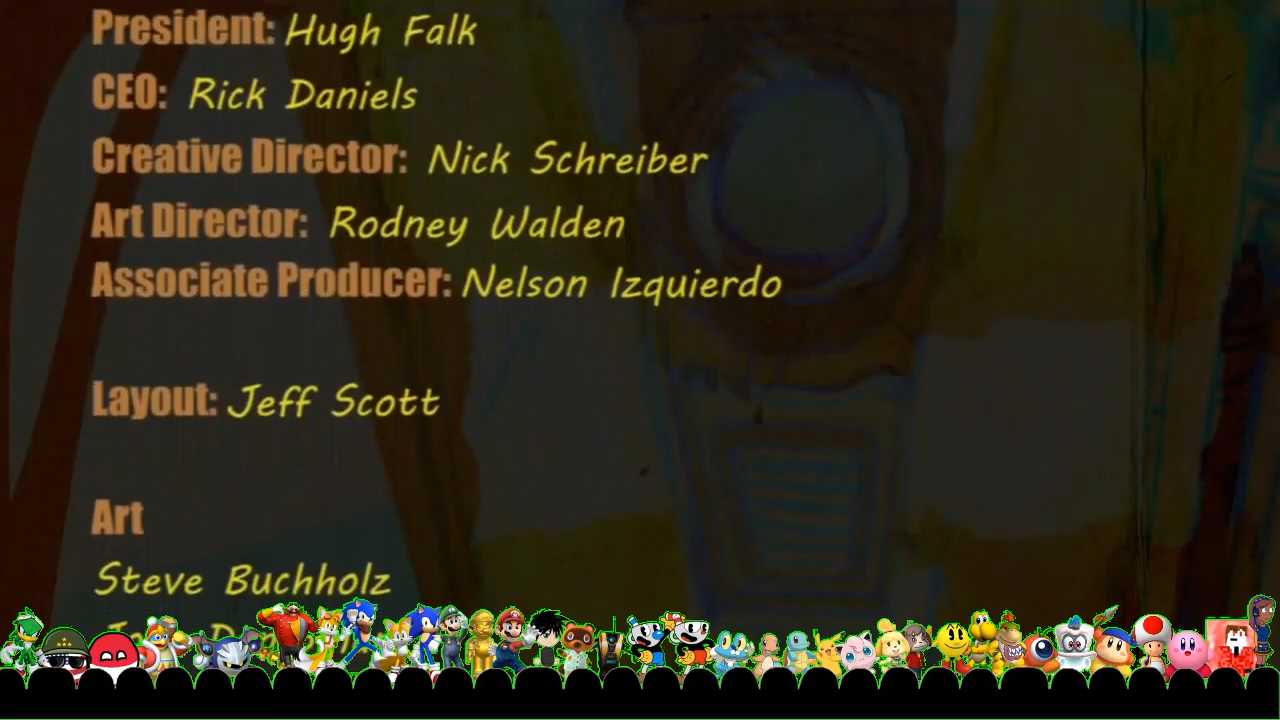 President: Hugh Falk
CEO: Rick Daniels
Creative Director: Nick Schreiber
Art Director: Rodney Walden
Associate Producer: Nelson Izquierdo
Layout: Jeff Scott
Art
Steve Buchholz